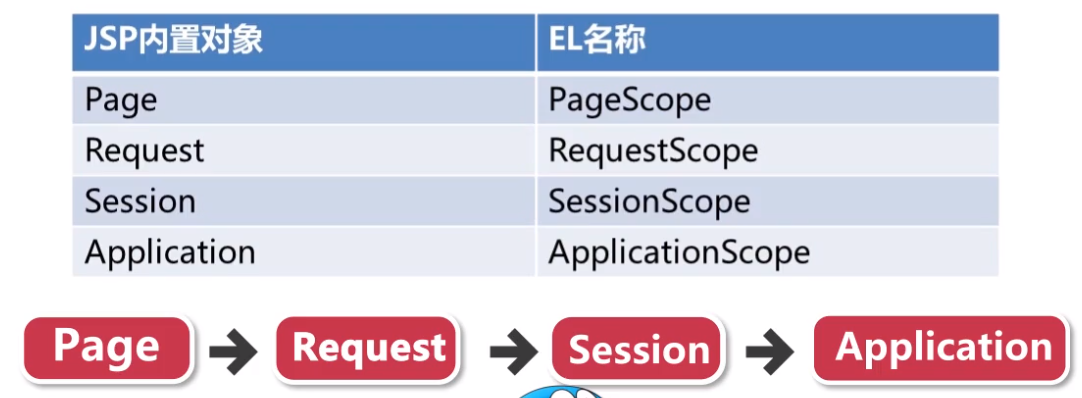 JSP内置对象 EL名称
Page PageScope
Request RequestScope
Session SessionScope
Application ApplicationScope
Page → Request → Session → Application